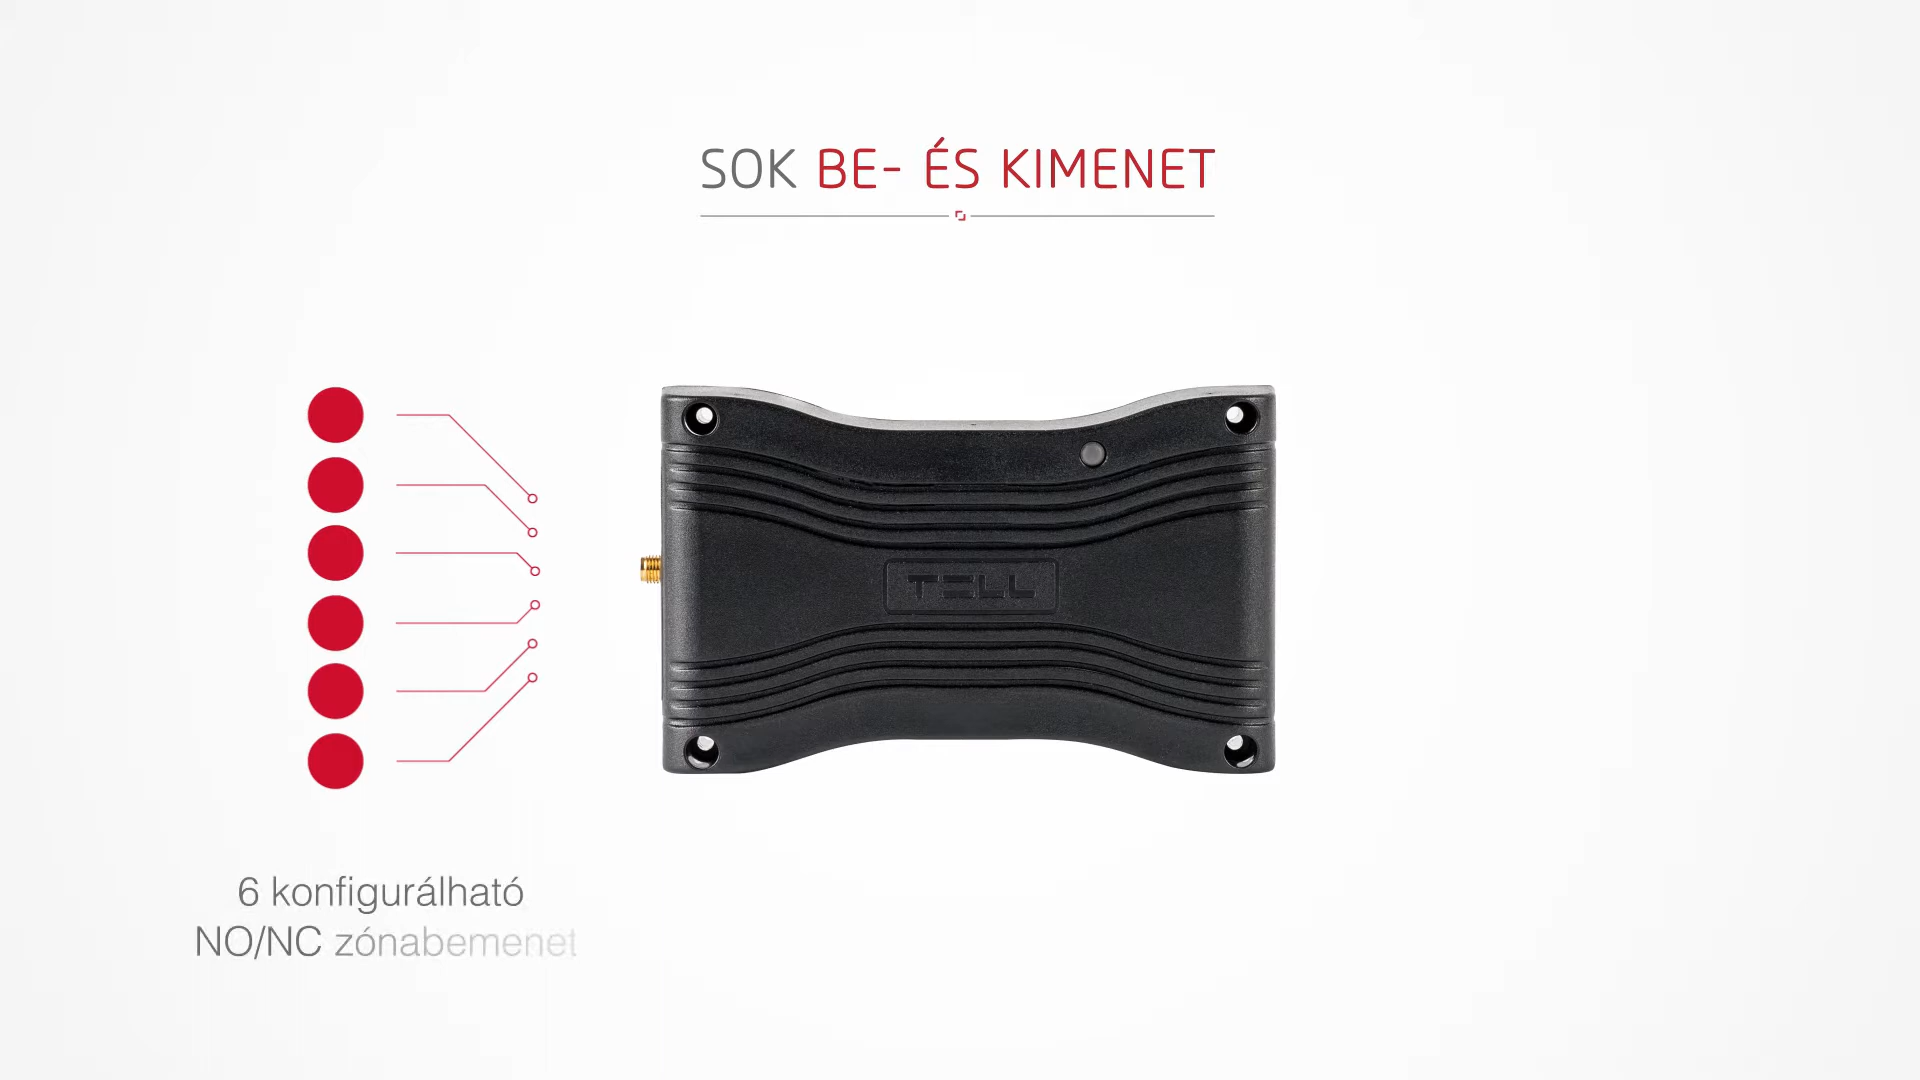 SOK BE- ÉS KIMENET
TELL
6 konfigurálható
NO/NC zónabemenet